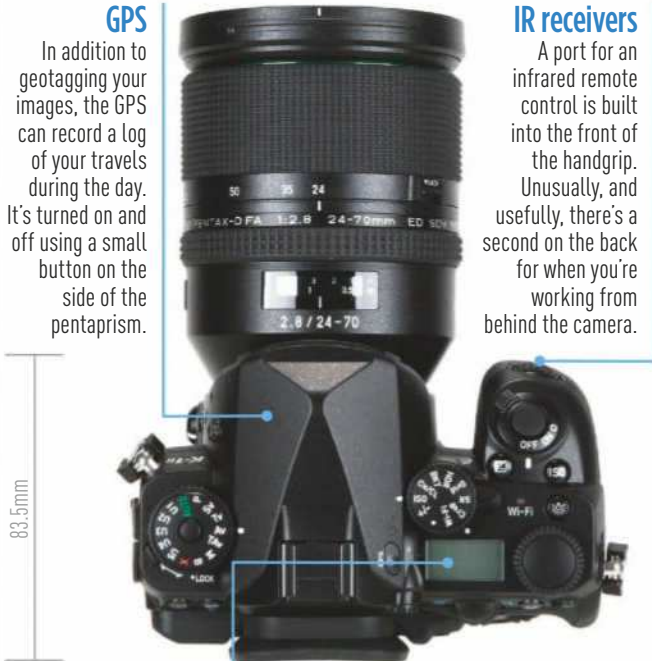 GPS
In addition to
geotagging your
images, the GPS
can record a log
of your travels
during the day.
It's turned on and
off using a small
button on the
side of the
pentaprism.
IR receivers
A port for an
infrared remote
control is built
into the front of
the handgrip.
Unusually, and
usefully, there's a
second on the back
for when you're
working from
behind the camera.
50 35 24
PENTAX-D FA 1:2.8 24-70mm ED SDM
2.8/24-70
83.5mm
OFF
ISO
Wi-Fi
LOCK